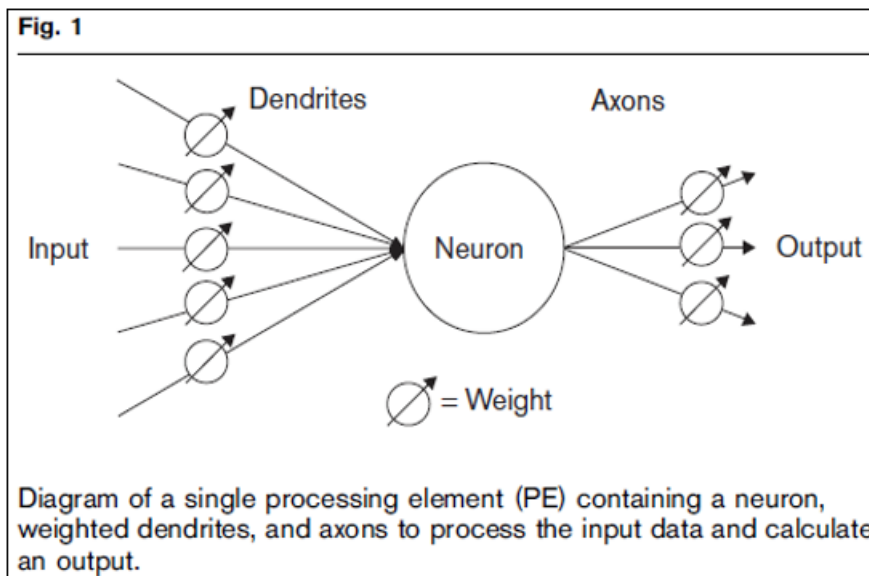 Fig. 1
Dendrites
Axons
Input
Neuron
Output
= Weight
Diagram of a single processing element (PE) containing a neuron,
weighted dendrites, and axons to process the input data and calculate
an output.